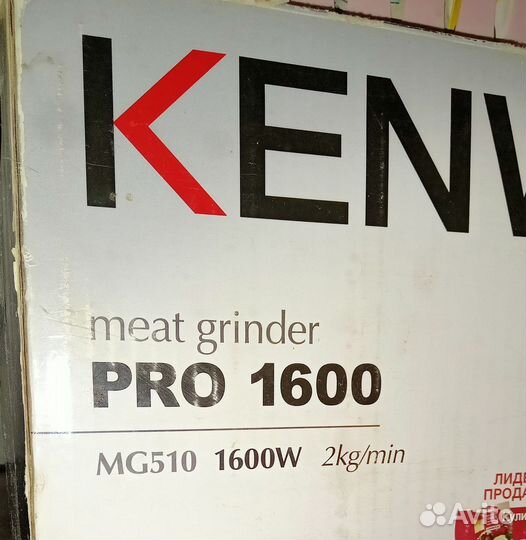 KENW
meat grinder
PRO 1600
MG510 1600W 2kg/min
ЛИДЕ
ПРОДА
Avito